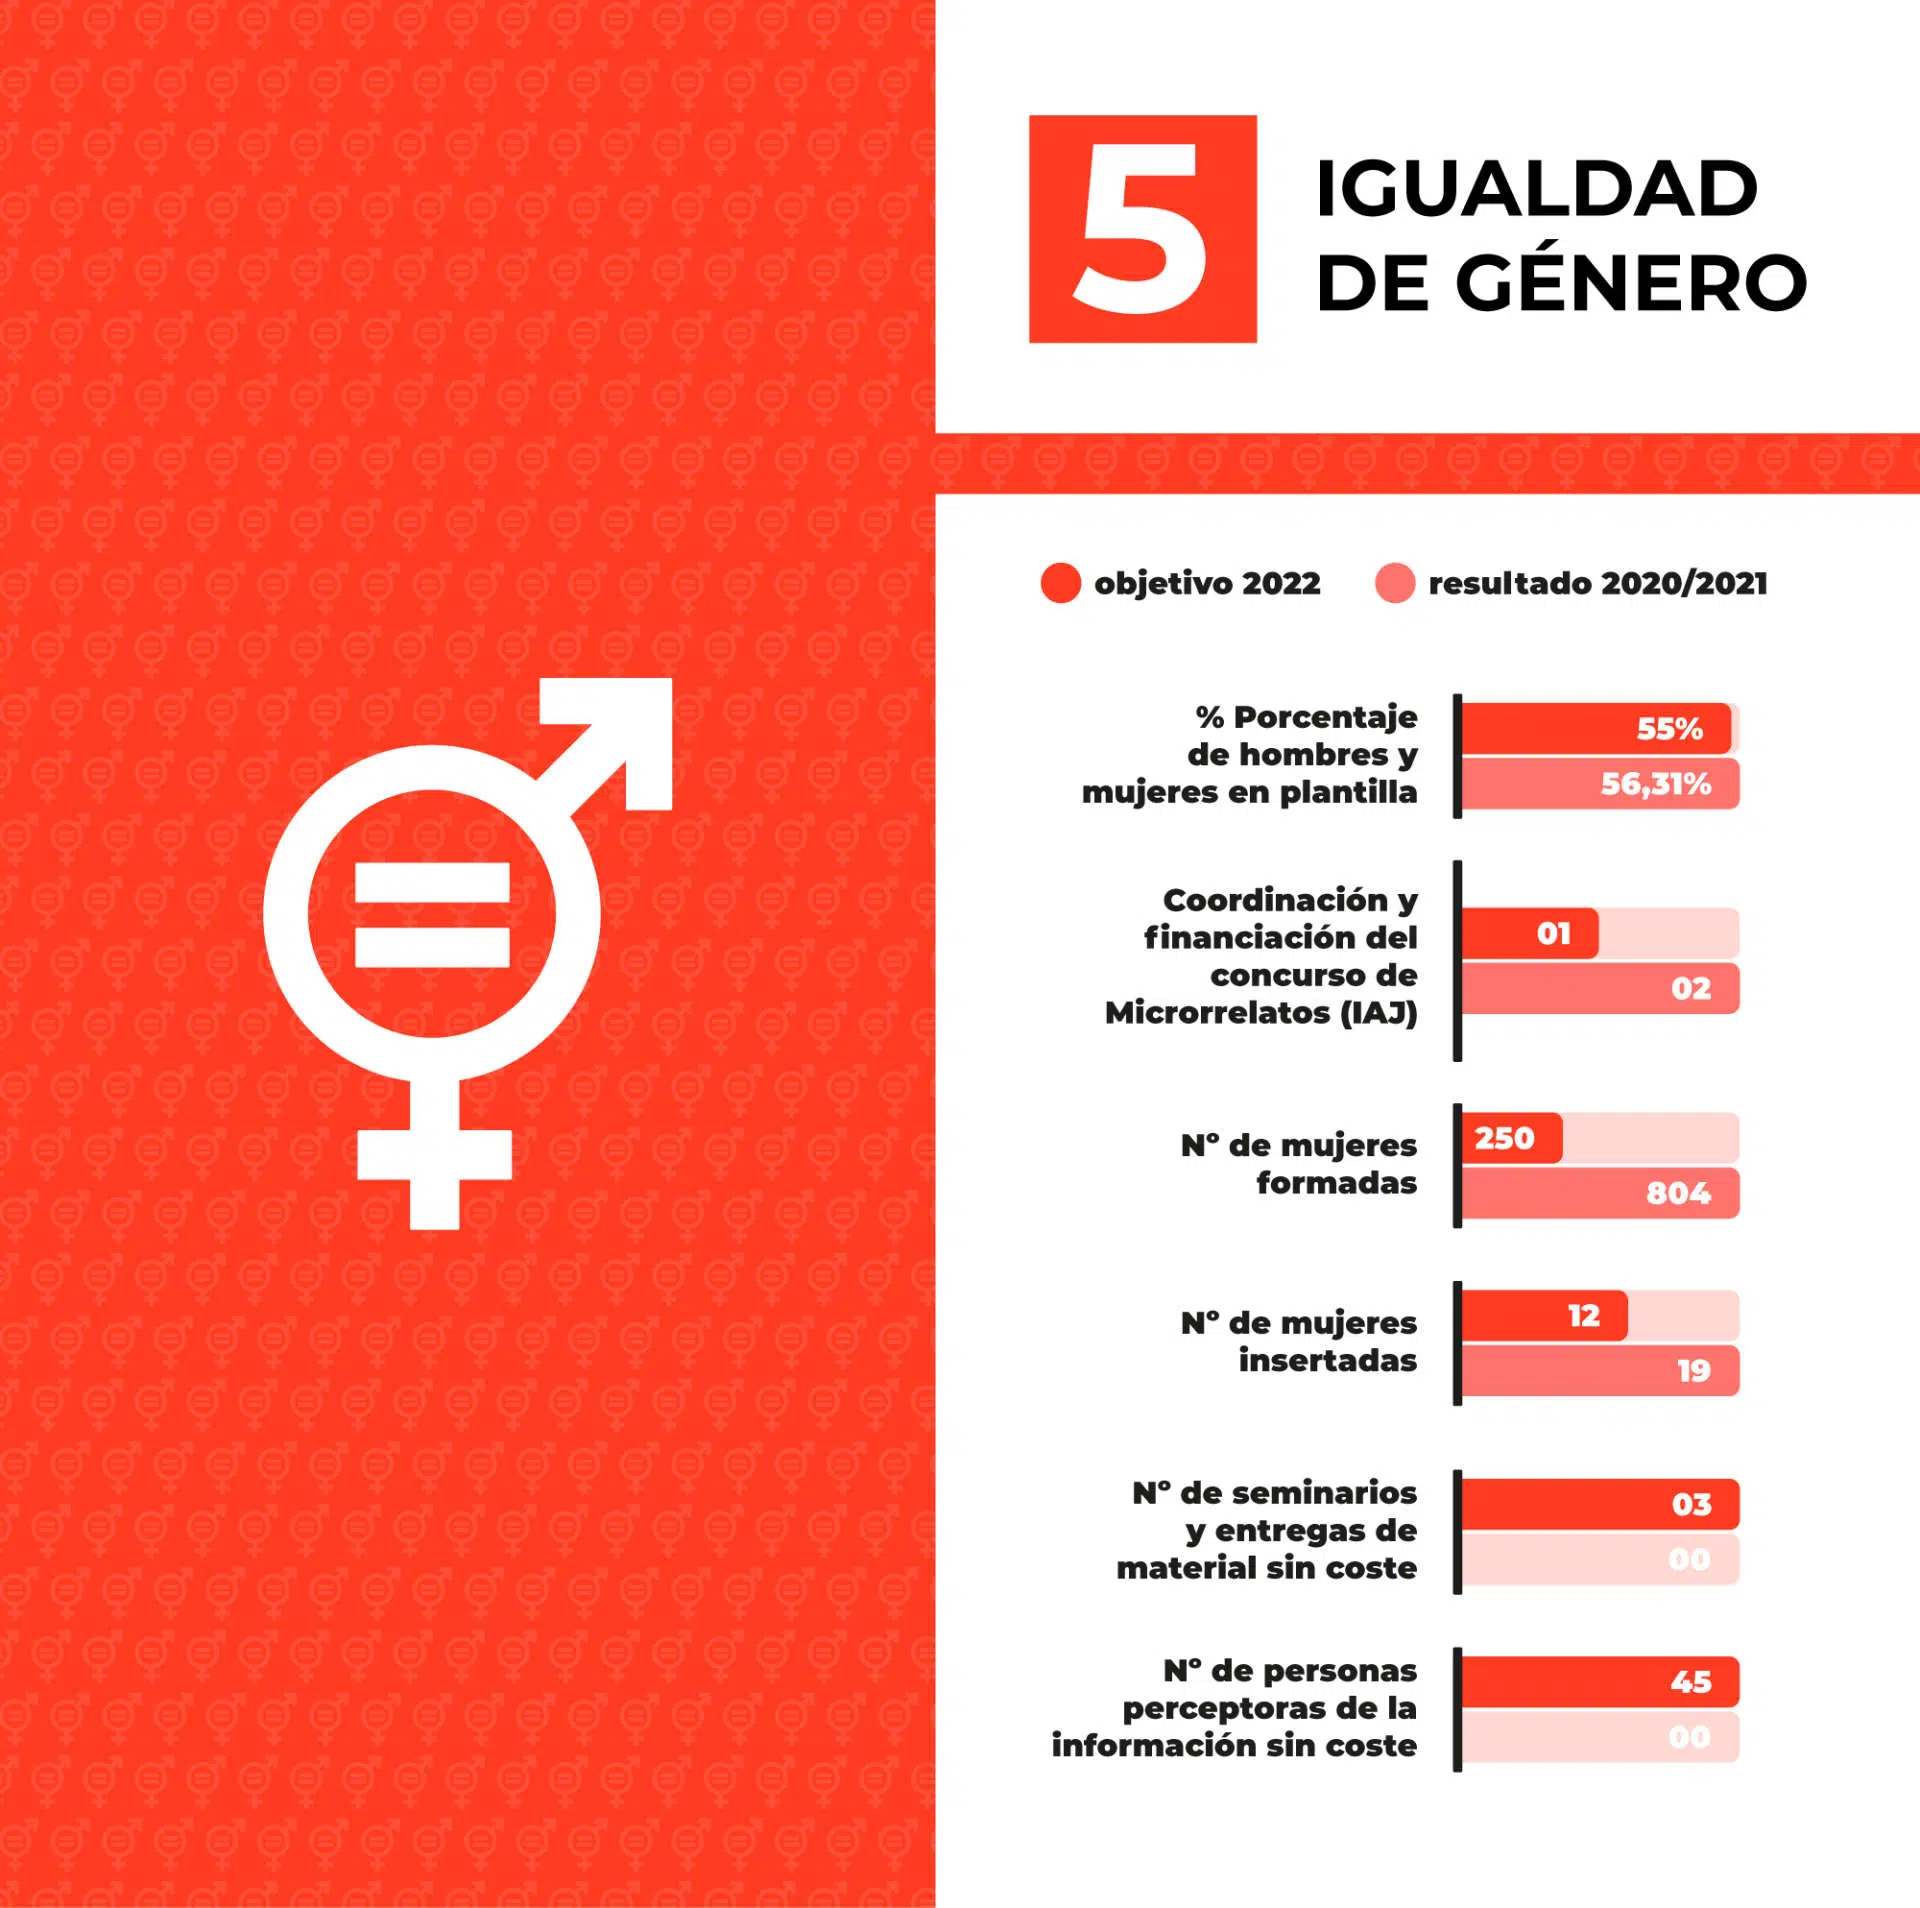 5
IGUALDAD
DE GÉNERO
objetivo 2022
resultado 2020/2021
% Porcentaje
de hombres y
mujeres en plantilla
55%
56,31%
Coordinación y
financiación del
concurso de
Microrrelatos (IAJ)
01
02
Nº de mujeres
formadas
250
804
Nº de mujeres
insertadas
12
19
Nº de seminarios
y entregas de
material sin coste
03
00
Nº de personas
perceptoras de la
información sin coste
45
00